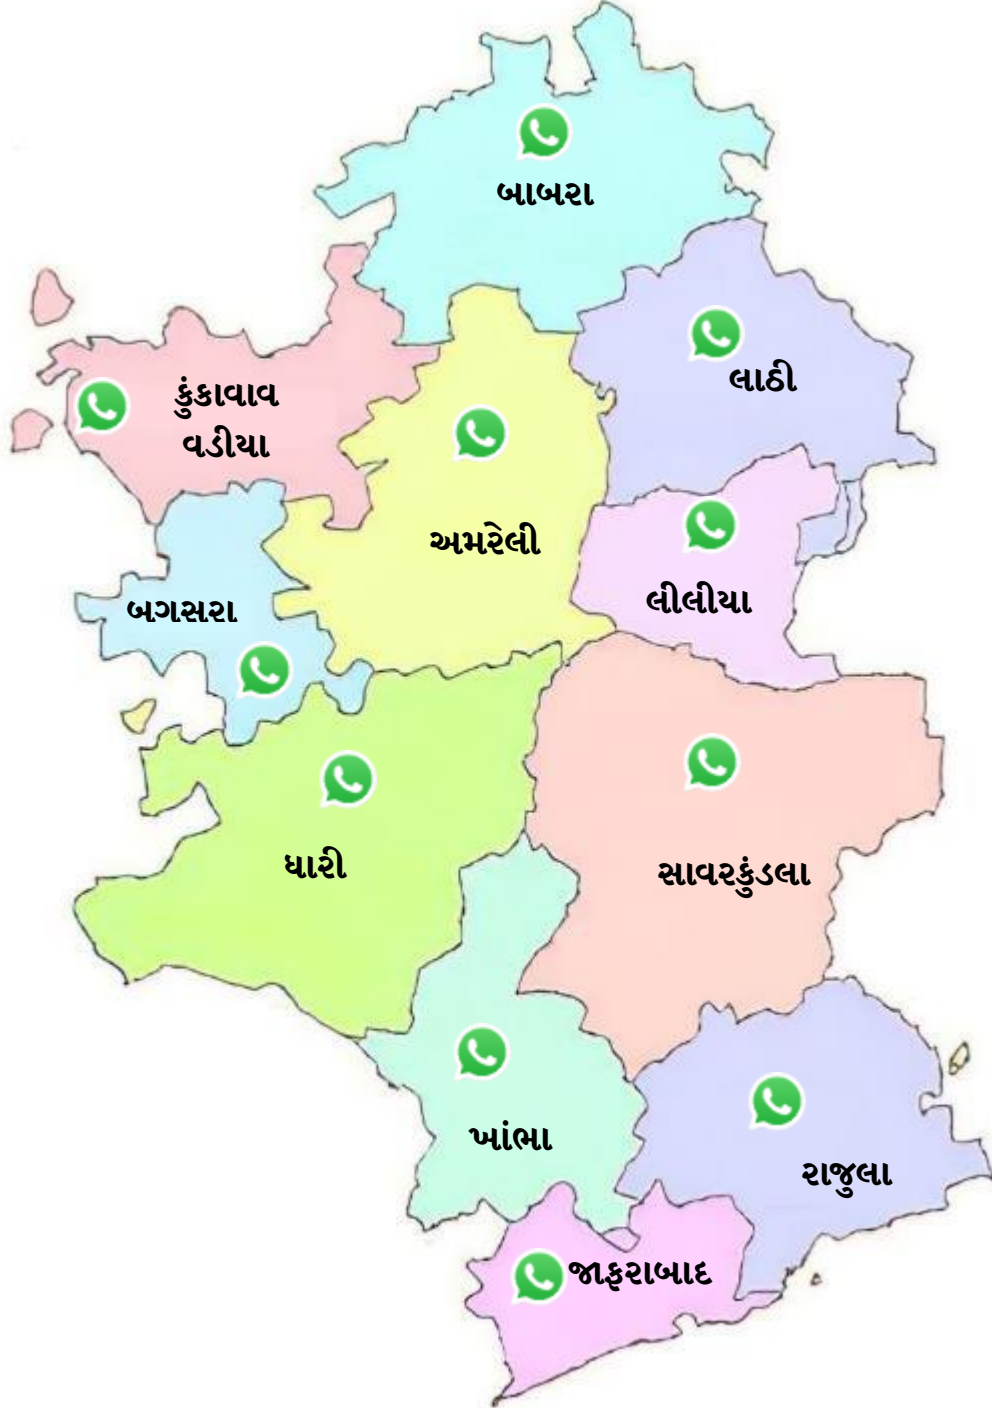 બાબરા
લાઠી
કુંકાવાવ
વડીયા
અમરેલી
લીલીયા
બગસરા
ધારી
સાવરકુંડલા
ખાંભા
રાજુલા
જાફરાબાદ